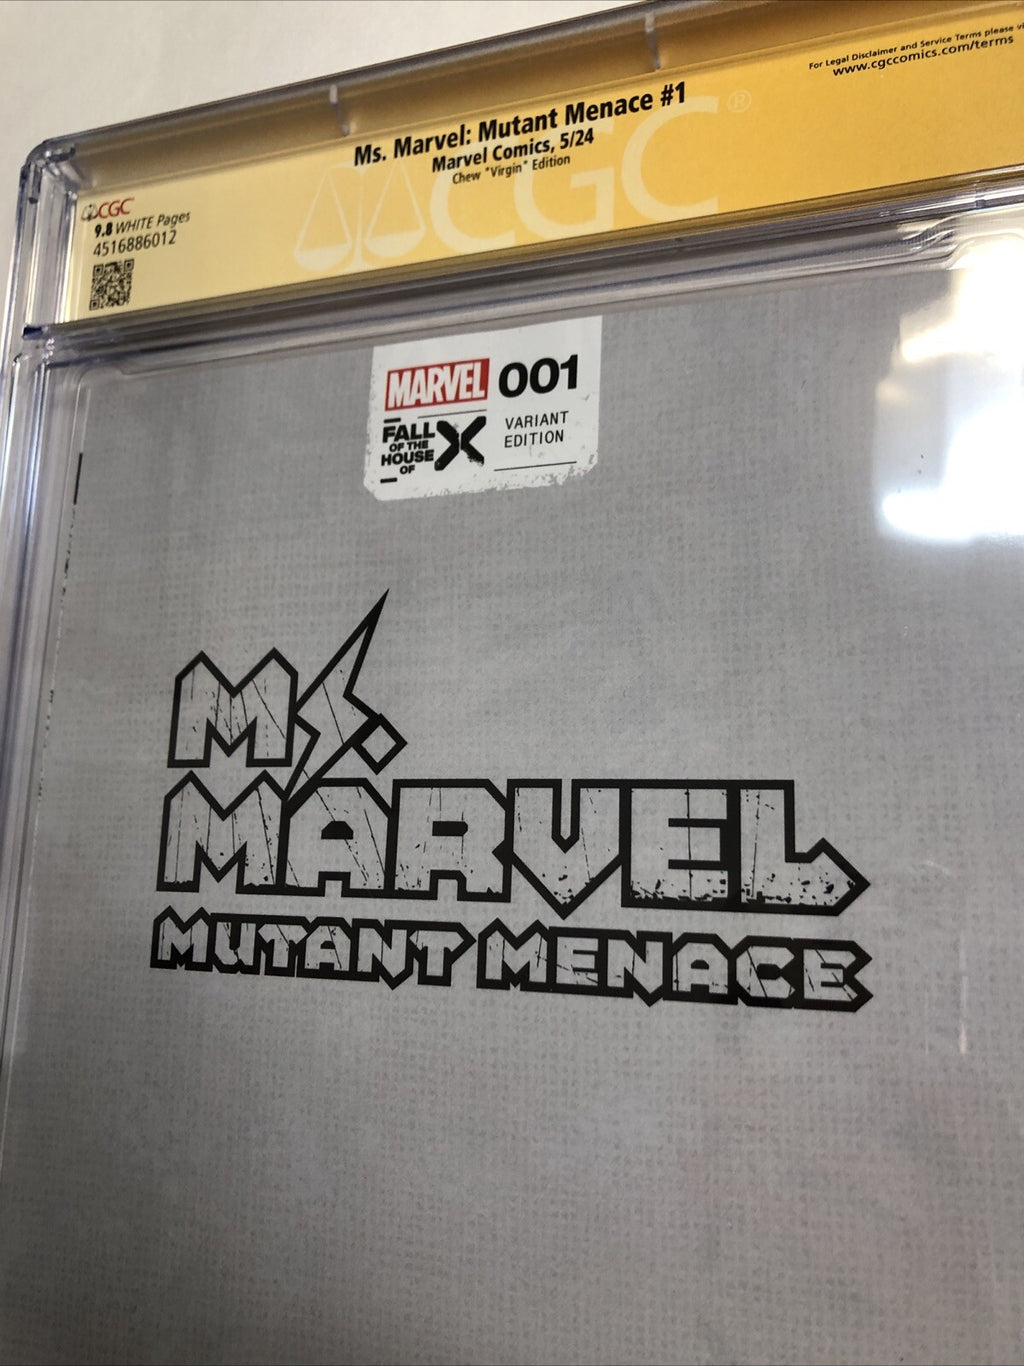 For Legal Disclaimer and Service Terms please
www.cgccomics.com/terms
Ms. Marvel: Mutant Menace #1
Marvel Comics, 5/24
Chew "Virgin" Edition
CGC®
CGC
9.8 WHITE Pages
4516886012
MARVEL 001
FALL
OF THE
HOUSE
OF
X
VARIANT
EDITION
Ms.
MARVEL
MUTANT MENACE